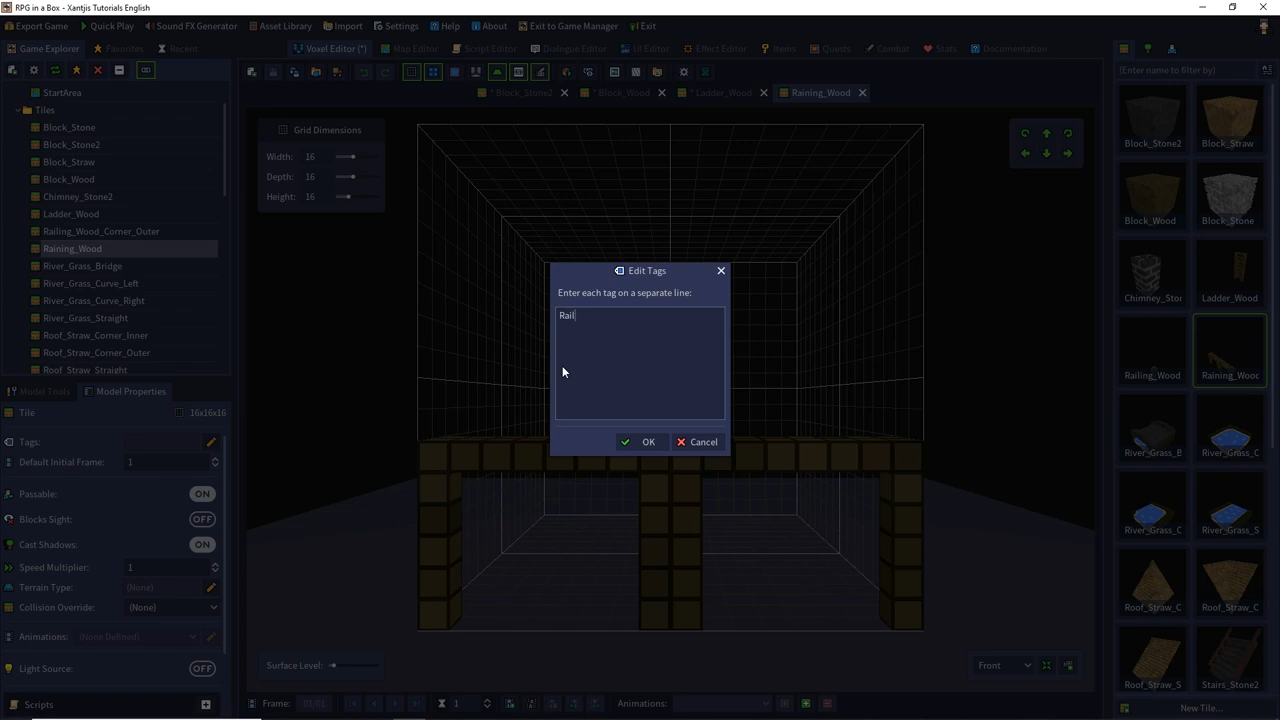 RPG in a Box - Xantjis Tutorials English
Export Game Quick Play Sound FX Generator Asset Library Import Settings Help About Exit to Game Manager Exit
Game Explorer Favorites Recent
Voxel Editor (*) Map Editor Script Editor Dialogue Editor UI Editor Effect Editor Items Quests Combat Stats Documentation
(Enter name to filter by)
* Block_Stone2 * Block_Wood * Ladder_Wood Raining_Wood
StartArea
Tiles
Block_Stone
Block_Stone2
Block_Straw
Block_Wood
Chimney_Stone2
Ladder_Wood
Railing_Wood_Corner_Outer
Raining_Wood
River_Grass_Bridge
River_Grass_Curve_Left
River_Grass_Curve_Right
River_Grass_Straight
Roof_Straw_Corner_Inner
Roof_Straw_Corner_Outer
Roof_Straw_Straight
Model Tools Model Properties
Tile 16x16x16
Tags:
Default Initial Frame: 1
Passable: ON
Blocks Sight: OFF
Cast Shadows: ON
Speed Multiplier: 1
Terrain Type: (None)
Collision Override: (None)
Animations: (None Defined)
Light Source: OFF
Scripts
Grid Dimensions
Width: 16
Depth: 16
Height: 16
Edit Tags
Enter each tag on a separate line:
Rail
OK Cancel
Surface Level:
Front
Frame: 01/01 1 Animations:
Block_Stone2 Block_Straw
Block_Wood Block_Stone
Chimney_Stor Ladder_Wood
Railing_Wood Raining_Wooc
River_Grass_B River_Grass_C
River_Grass_C River_Grass_S
Roof_Straw_C Roof_Straw_C
Roof_Straw_S Stairs_Stone2
New Tile...